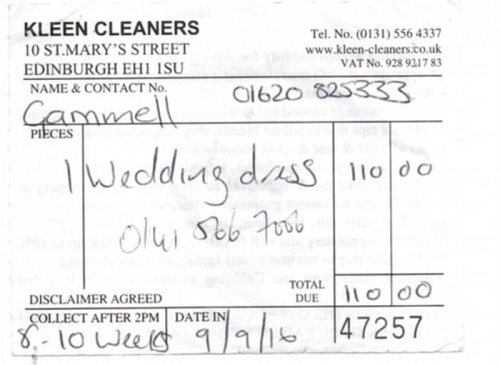 KLEEN CLEANERS
10 ST.MARY'S STREET
EDINBURGH EH1 1SU
Tel. No. (0131) 556 4337
www.kleen-cleaners.co.uk
VAT No. 928 9217 83
NAME & CONTACT No. 01620 825333
Gammell
PIECES
1 Wedding dress 110 00
0141 566 7006
DISCLAIMER AGREED
TOTAL DUE 110 00
COLLECT AFTER 2PM
8 - 10 Weeks
DATE IN
9/9/16
47257